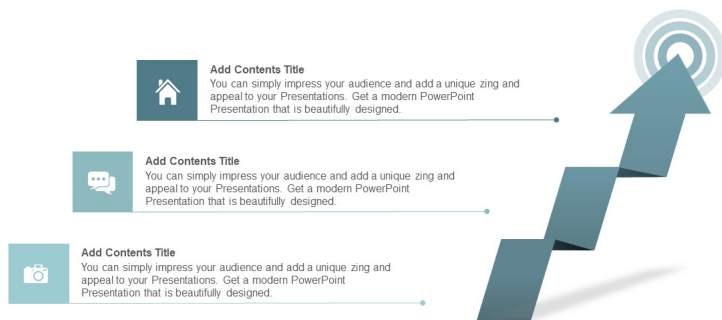 Add Contents Title
You can simply impress your audience and add a unique zing and
appeal to your Presentations. Get a modern PowerPoint
Presentation that is beautifully designed.
Add Contents Title
You can simply impress your audience and add a unique zing and
appeal to your Presentations. Get a modern PowerPoint
Presentation that is beautifully designed.
Add Contents Title
You can simply impress your audience and add a unique zing and
appeal to your Presentations. Get a modern PowerPoint
Presentation that is beautifully designed.